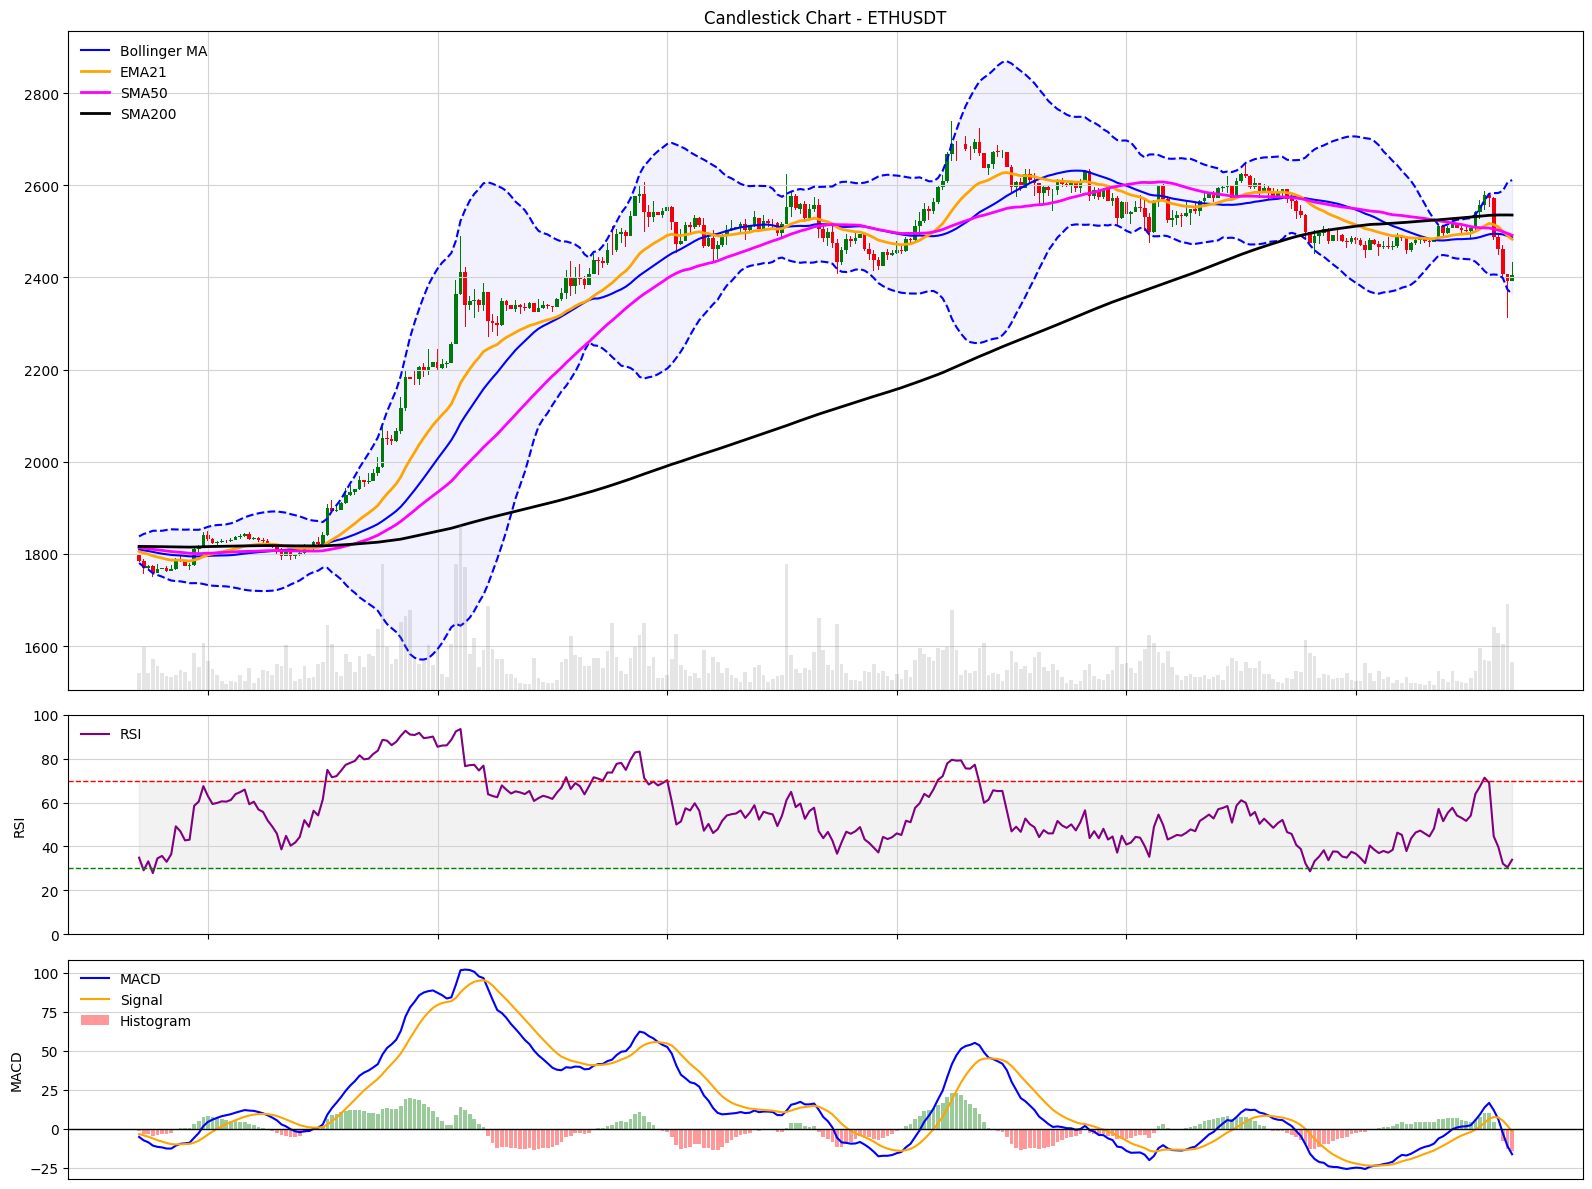 Candlestick Chart - ETHUSDT
Bollinger MA
EMA21
SMA50
SMA200
2800
2600
2400
2200
2000
1800
1600
RSI
100
80
60
40
20
0
RSI
MACD
Signal
Histogram
100
75
50
25
0
−25
MACD